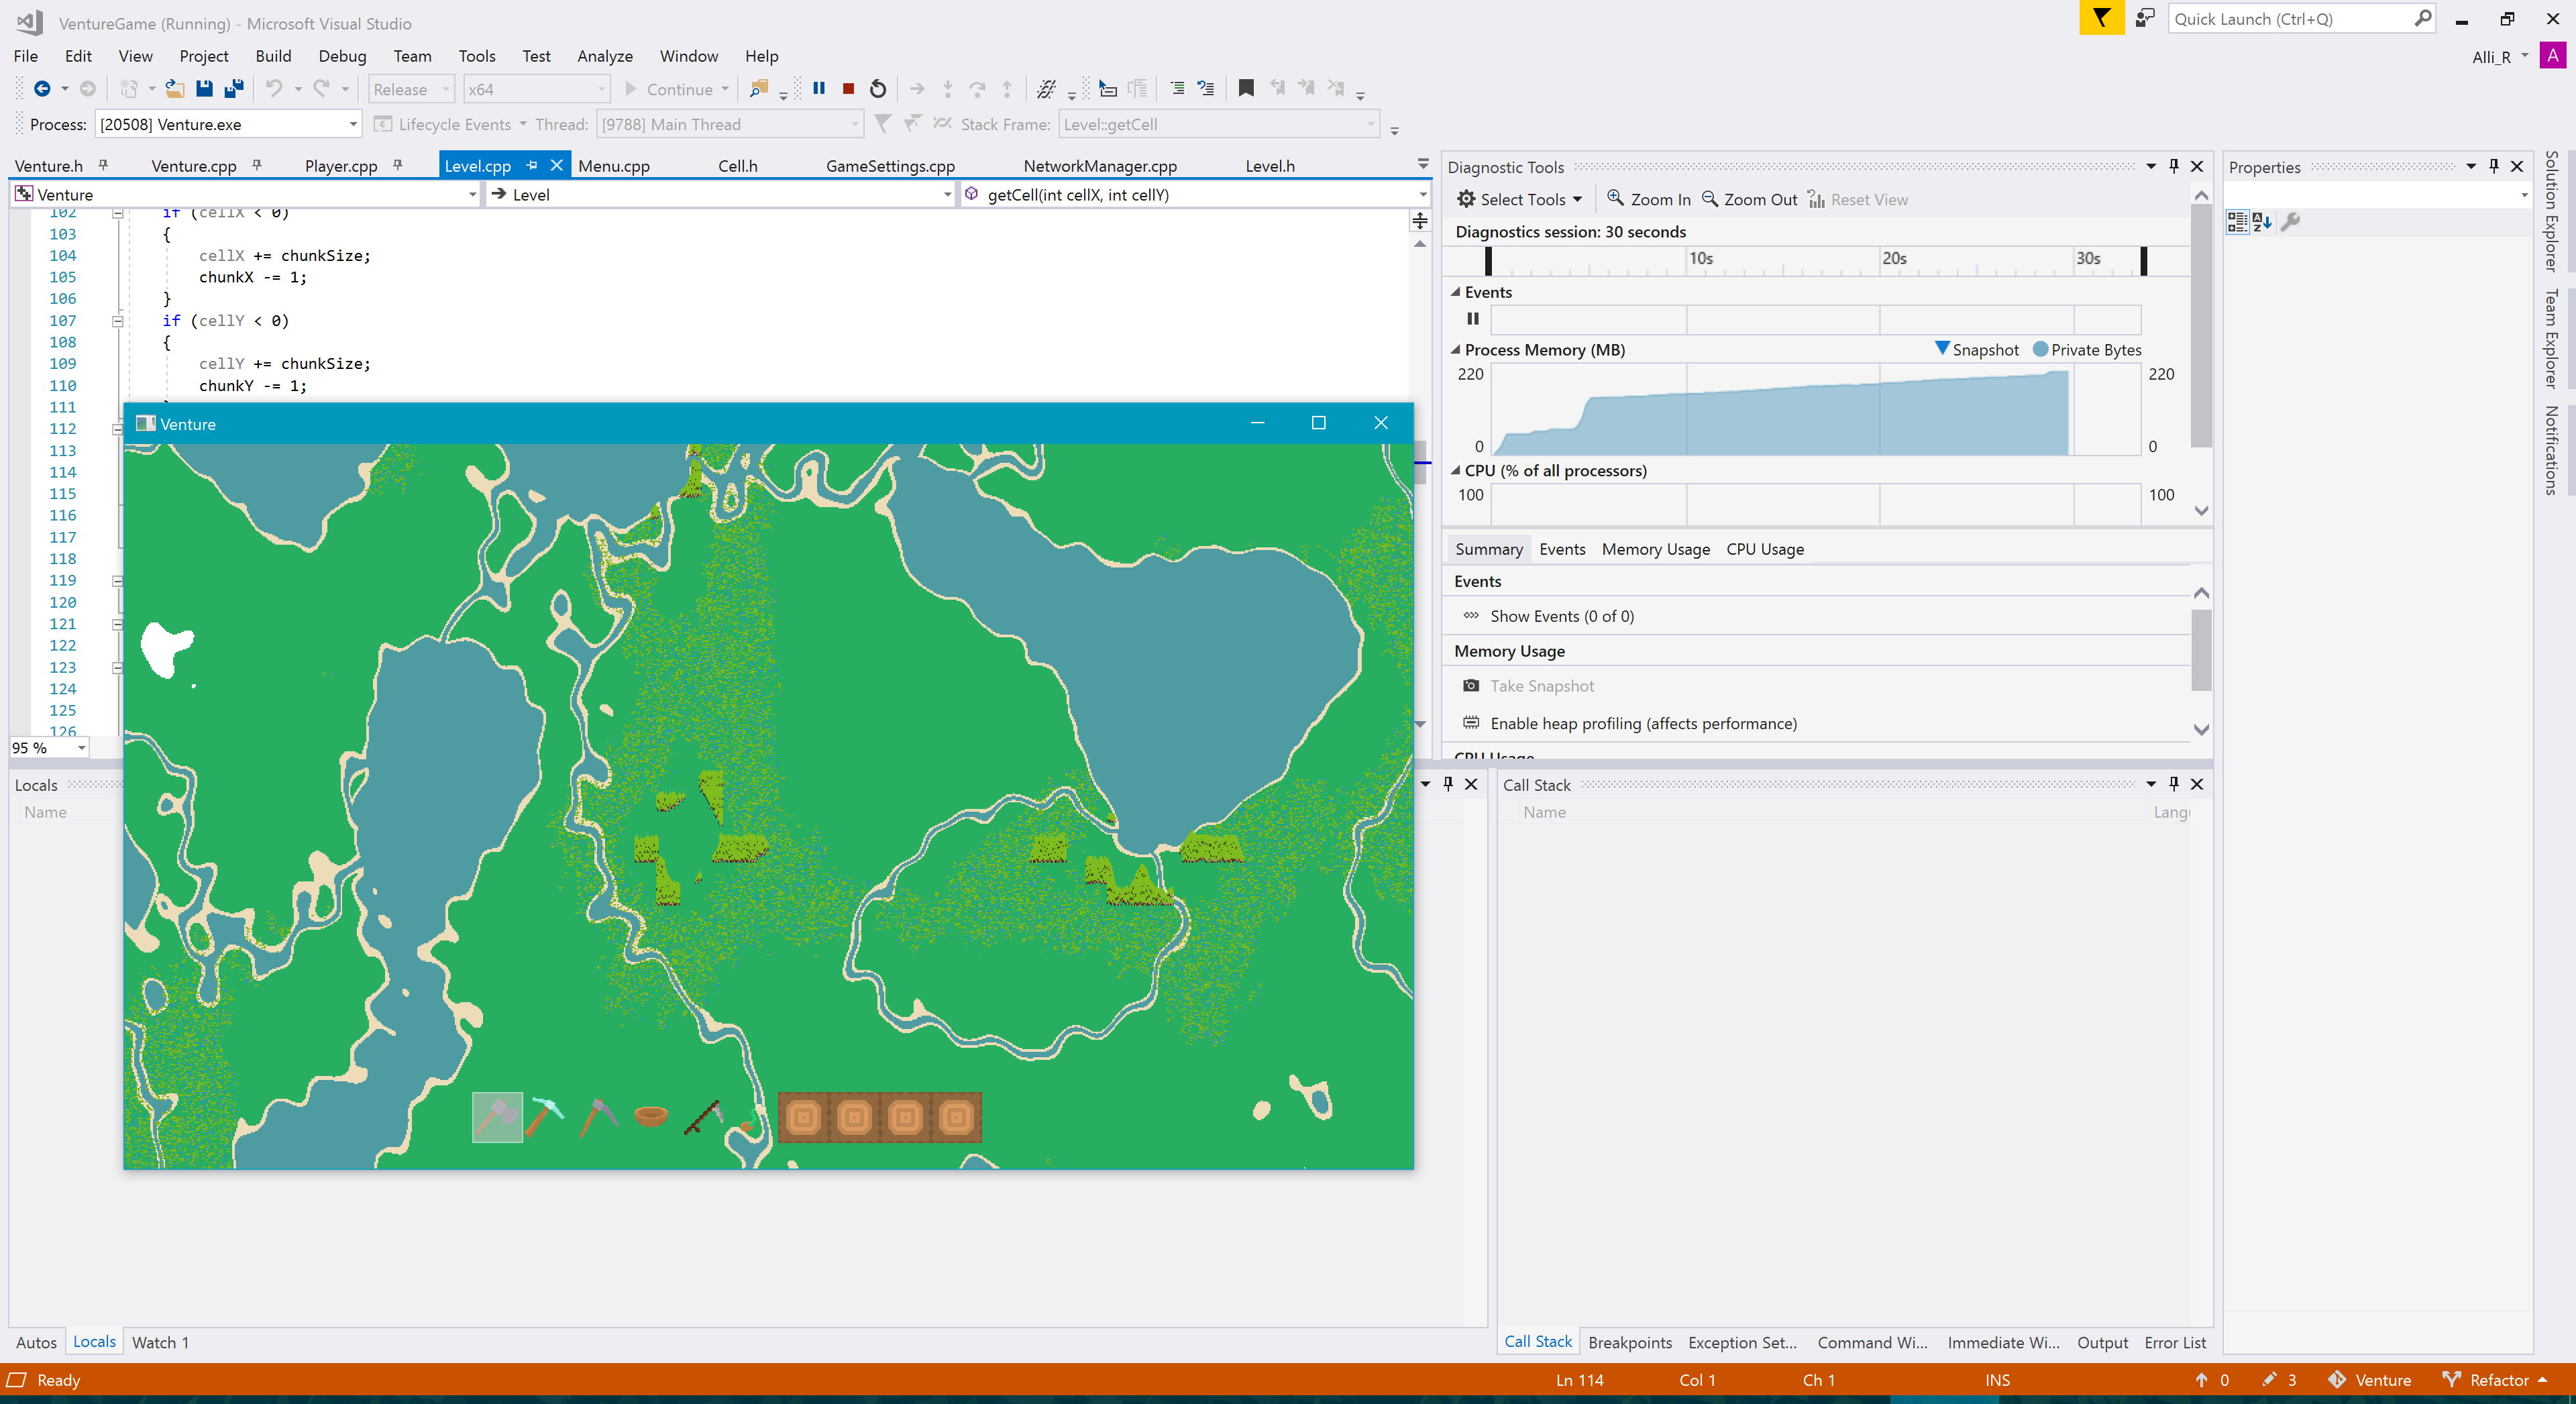 VentureGame (Running) - Microsoft Visual Studio
Quick Launch (Ctrl+Q)
File Edit View Project Build Debug Team Tools Test Analyze Window Help
Alli_R A
Release x64 Continue
Process: [20508] Venture.exe Lifecycle Events Thread: [9788] Main Thread Stack Frame: Level::getCell
Venture.h Venture.cpp Player.cpp Level.cpp Menu.cpp Cell.h GameSettings.cpp NetworkManager.cpp Level.h
Venture Level getCell(int cellX, int cellY)
102 if (cellX < 0)
103 {
104 cellX += chunkSize;
105 chunkX -= 1;
106 }
107 if (cellY < 0)
108 {
109 cellY += chunkSize;
110 chunkY -= 1;
111
112
113
114
115
116
117
118
119
120
121
122
123
124
125
126
95 %
Venture
Locals
Name
Autos Locals Watch 1
Diagnostic Tools
Select Tools Zoom In Zoom Out Reset View
Diagnostics session: 30 seconds
10s 20s 30s
Events
Process Memory (MB) Snapshot Private Bytes
220 220
0 0
CPU (% of all processors)
100 100
Summary Events Memory Usage CPU Usage
Events
Show Events (0 of 0)
Memory Usage
Take Snapshot
Enable heap profiling (affects performance)
CPU Usage
Call Stack
Name
Call Stack Breakpoints Exception Set... Command Wi... Immediate Wi... Output Error List
Properties
Solution Explorer
Team Explorer
Notifications
Ready Ln 114 Col 1 Ch 1 INS 0 3 Venture Refactor